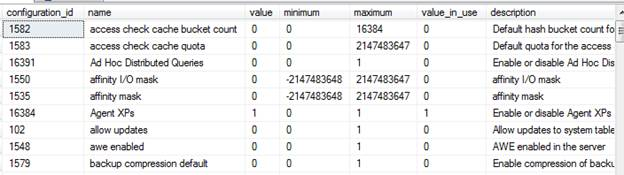 configuration_id name value minimum maximum value_in_use description
1582 access check cache bucket count 0 0 16384 0 Default hash bucket count fo
1583 access check cache quota 0 0 2147483647 0 Default quota for the access
16391 Ad Hoc Distributed Queries 0 0 1 0 Enable or disable Ad Hoc Dis
1550 affinity I/O mask 0 -2147483648 2147483647 0 affinity I/O mask
1535 affinity mask 0 -2147483648 2147483647 0 affinity mask
16384 Agent XPs 1 0 1 1 Enable or disable Agent XPs
102 allow updates 0 0 1 0 Allow updates to system table
1548 awe enabled 0 0 1 0 AWE enabled in the server
1579 backup compression default 0 0 1 0 Enable compression of back